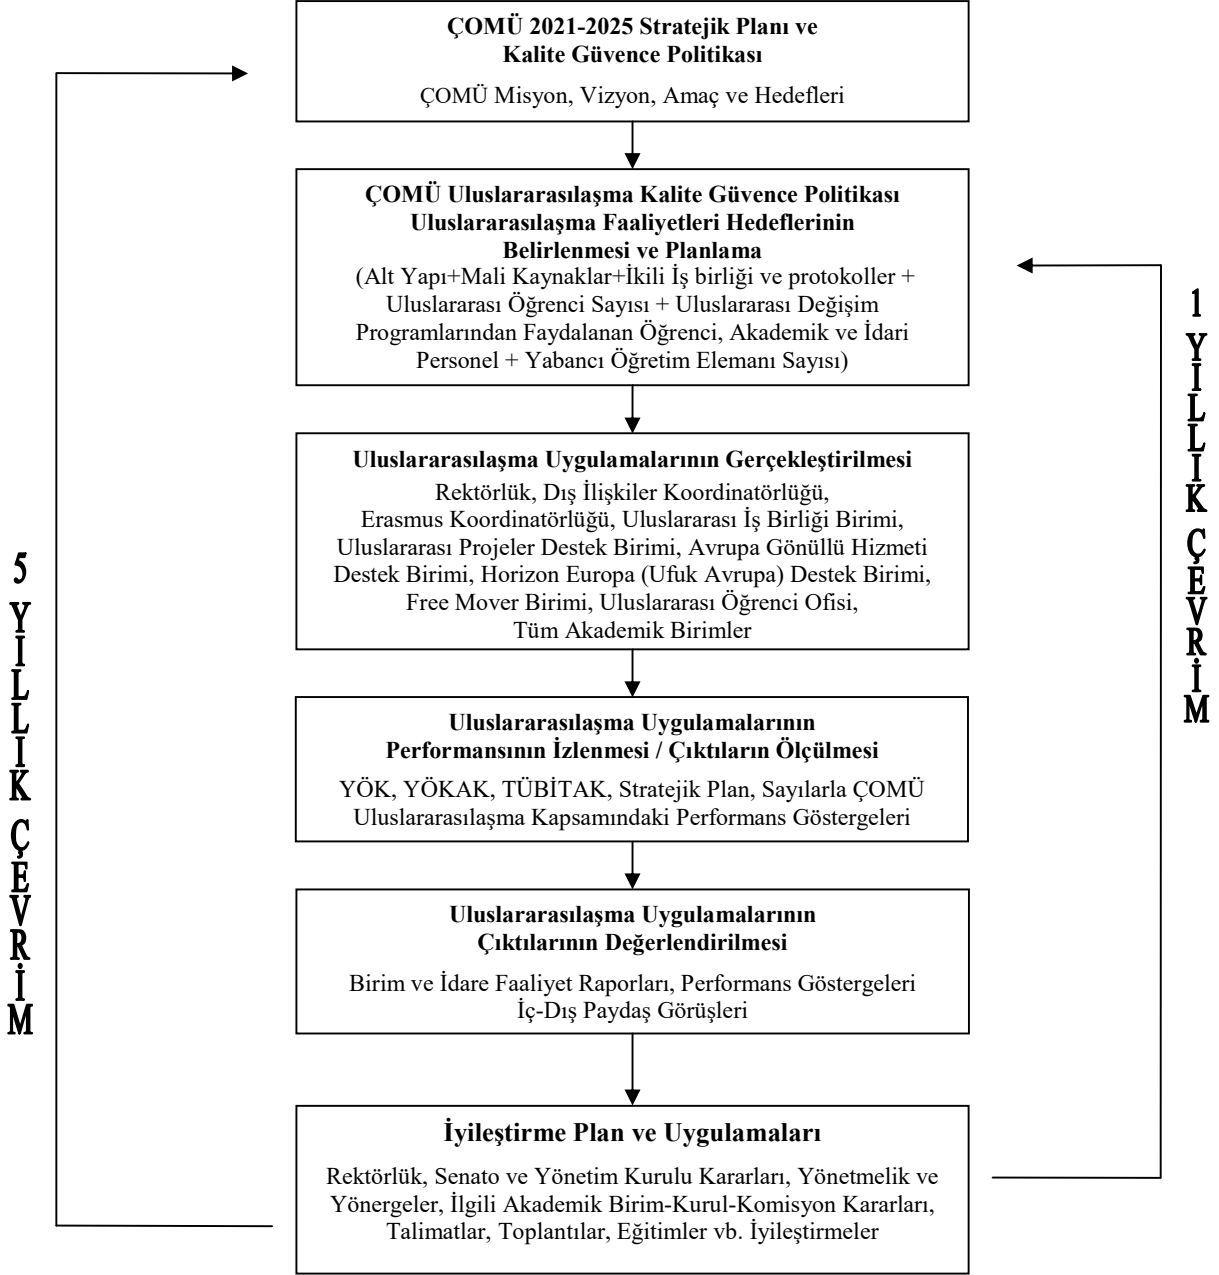 ÇOMÜ 2021-2025 Stratejik Planı ve
Kalite Güvence Politikası
ÇOMÜ Misyon, Vizyon, Amaç ve Hedefleri
ÇOMÜ Uluslararasılaşma Kalite Güvence Politikası
Uluslararasılaşma Faaliyetleri Hedeflerinin
Belirlenmesi ve Planlama
(Alt Yapı+Mali Kaynaklar+İkili İş birliği ve protokoller +
Uluslararası Öğrenci Sayısı + Uluslararası Değişim
Programlarından Faydalanan Öğrenci, Akademik ve İdari
Personel + Yabancı Öğretim Elemanı Sayısı)
Uluslararasılaşma Uygulamalarının Gerçekleştirilmesi
Rektörlük, Dış İlişkiler Koordinatörlüğü,
Erasmus Koordinatörlüğü, Uluslararası İş Birliği Birimi,
Uluslararası Projeler Destek Birimi, Avrupa Gönüllü Hizmeti
Destek Birimi, Horizon Europa (Ufuk Avrupa) Destek Birimi,
Free Mover Birimi, Uluslararası Öğrenci Ofisi,
Tüm Akademik Birimler
Uluslararasılaşma Uygulamalarının
Performansının İzlenmesi / Çıktıların Ölçülmesi
YÖK, YÖKAK, TÜBİTAK, Stratejik Plan, Sayılarla ÇOMÜ
Uluslararasılaşma Kapsamındaki Performans Göstergeleri
Uluslararasılaşma Uygulamalarının
Çıktılarının Değerlendirilmesi
Birim ve İdare Faaliyet Raporları, Performans Göstergeleri
İç-Dış Paydaş Görüşleri
İyileştirme Plan ve Uygulamaları
Rektörlük, Senato ve Yönetim Kurulu Kararları, Yönetmelik ve
Yönergeler, İlgili Akademik Birim-Kurul-Komisyon Kararları,
Talimatlar, Toplantılar, Eğitimler vb. İyileştirmeler
5 YILLIK ÇEVRİM
1 YILLIK ÇEVRİM